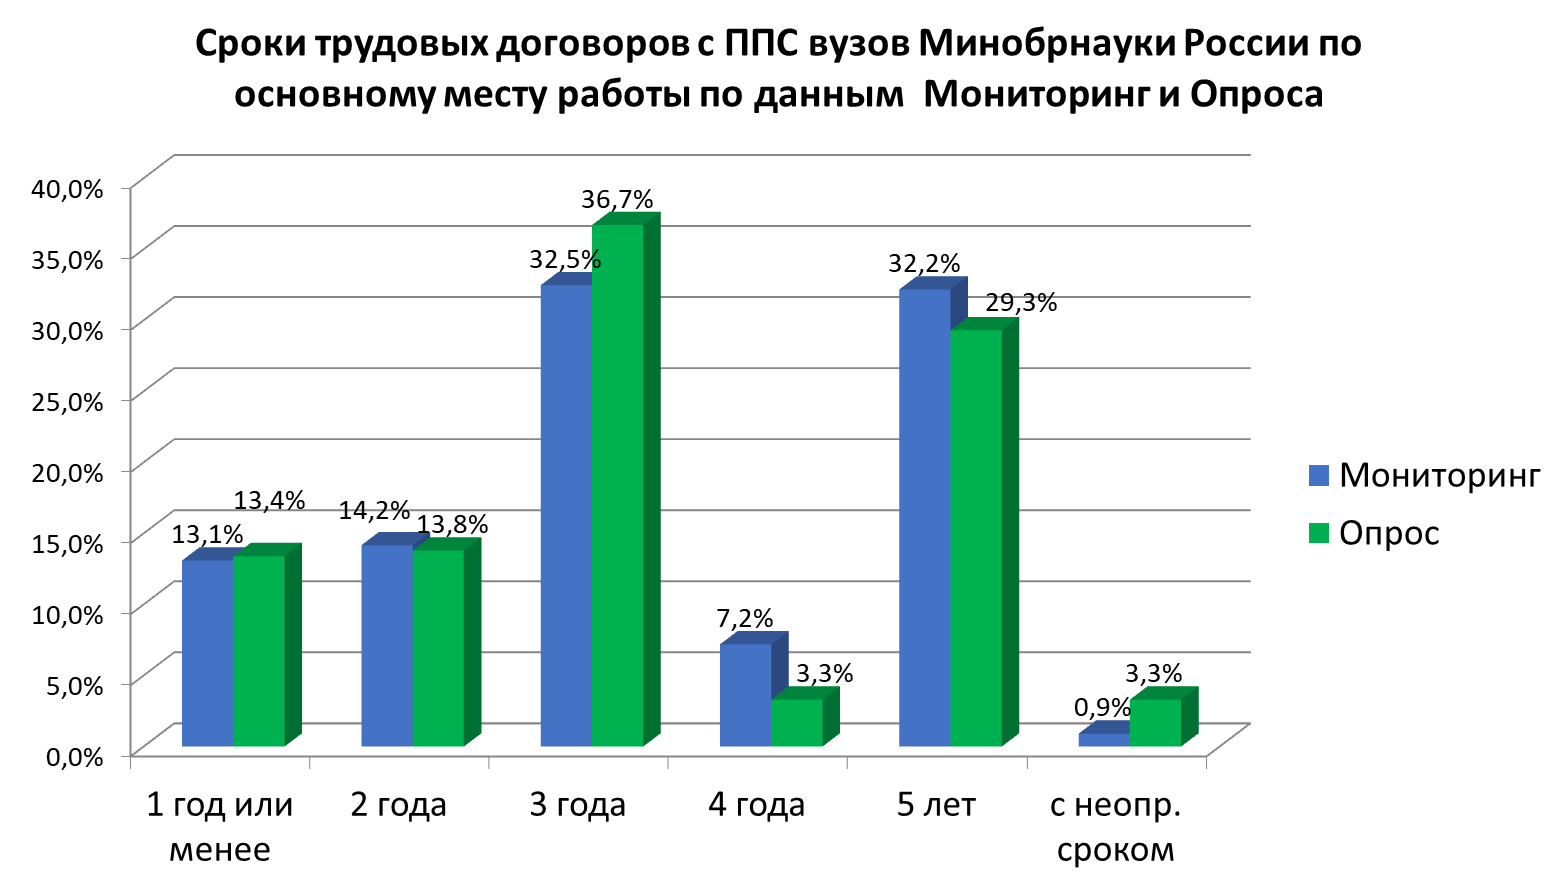 Сроки трудовых договоров с ППС вузов Минобрнауки России по
основному месту работы по данным  Мониторинг и Опроса
40,0%
35,0%
30,0%
25,0%
20,0%
15,0%
10,0%
5,0%
0,0%
13,1%
13,4%
14,2%
13,8%
32,5%
36,7%
7,2%
3,3%
32,2%
29,3%
0,9%
3,3%
1 год или
менее
2 года
3 года
4 года
5 лет
с неопр.
сроком
Мониторинг
Опрос